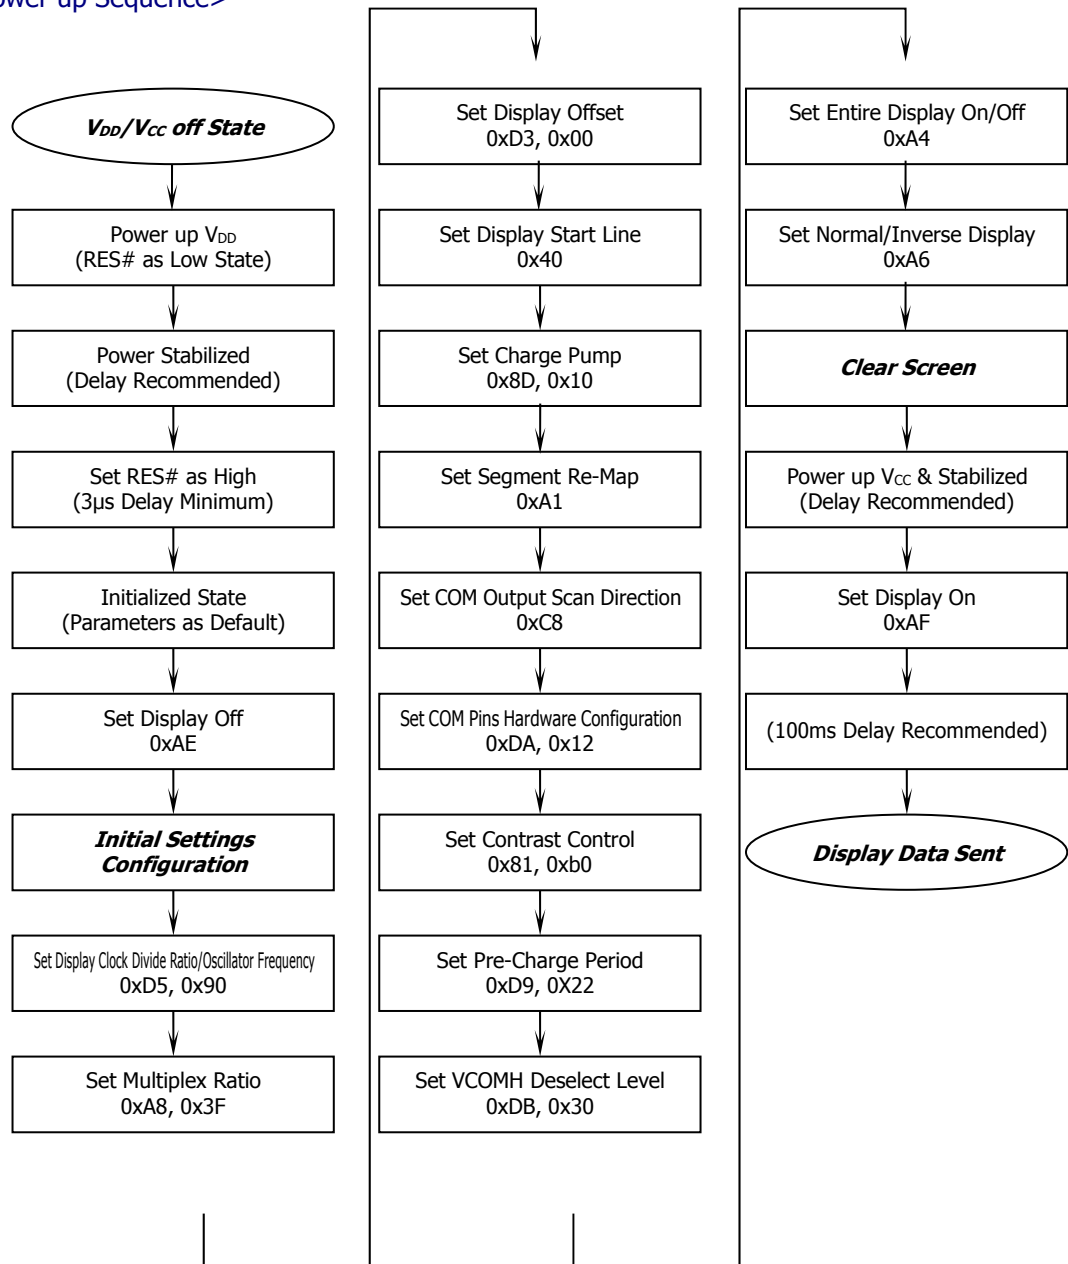 up Sequence>
VDD/VCC off State
Power up VDD
(RES# as Low State)
Power Stabilized
(Delay Recommended)
Set RES# as High
(3µs Delay Minimum)
Initialized State
(Parameters as Default)
Set Display Off
0xAE
Initial Settings
Configuration
Set Display Clock Divide Ratio/Oscillator Frequency
0xD5, 0x90
Set Multiplex Ratio
0xA8, 0x3F
Set Display Offset
0xD3, 0x00
Set Display Start Line
0x40
Set Charge Pump
0x8D, 0x10
Set Segment Re-Map
0xA1
Set COM Output Scan Direction
0xC8
Set COM Pins Hardware Configuration
0xDA, 0x12
Set Contrast Control
0x81, 0xb0
Set Pre-Charge Period
0xD9, 0X22
Set VCOMH Deselect Level
0xDB, 0x30
Set Entire Display On/Off
0xA4
Set Normal/Inverse Display
0xA6
Clear Screen
Power up VCC & Stabilized
(Delay Recommended)
Set Display On
0xAF
(100ms Delay Recommended)
Display Data Sent